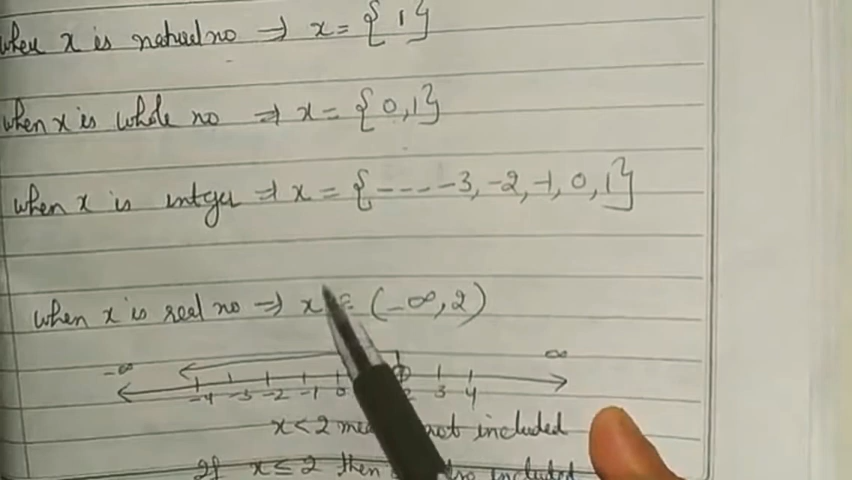 when x is natural no ⇒ x = { 1 }
when x is whole no ⇒ x = { 0, 1 }
when x is integer ⇒ x = { - - - - -3, -2, -1, 0, 1 }
when x is real no ⇒ x = (-∞, 2)
-∞ ∞
-4 -3 -2 -1 0 2 3 4
x < 2 not included
If x ≤ 2 then included